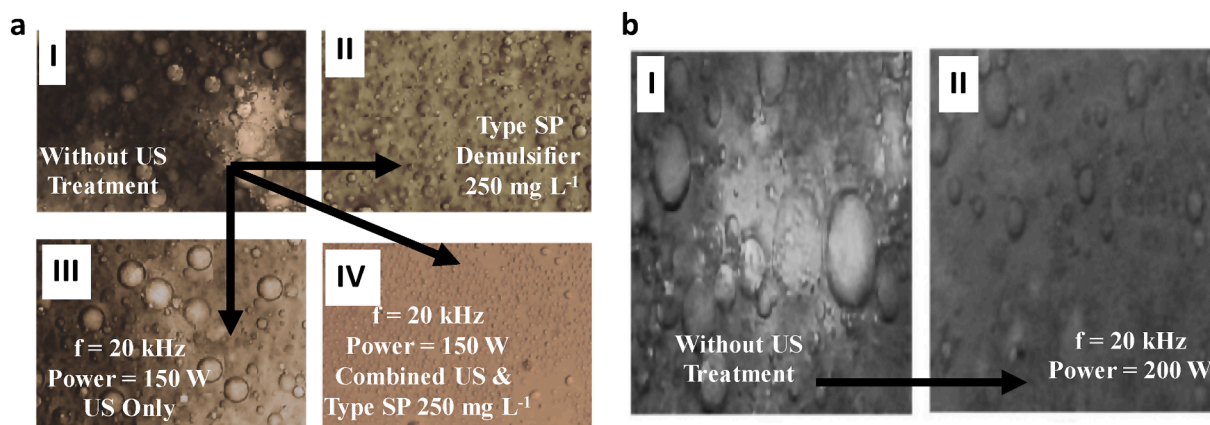 a
I
Without US
Treatment
II
Type SP
Demulsifier
250 mg L⁻¹
III
f = 20 kHz
Power = 150 W
US Only
IV
f = 20 kHz
Power = 150 W
Combined US &
Type SP 250 mg L⁻¹
b
I
Without US
Treatment
II
f = 20 kHz
Power = 200 W